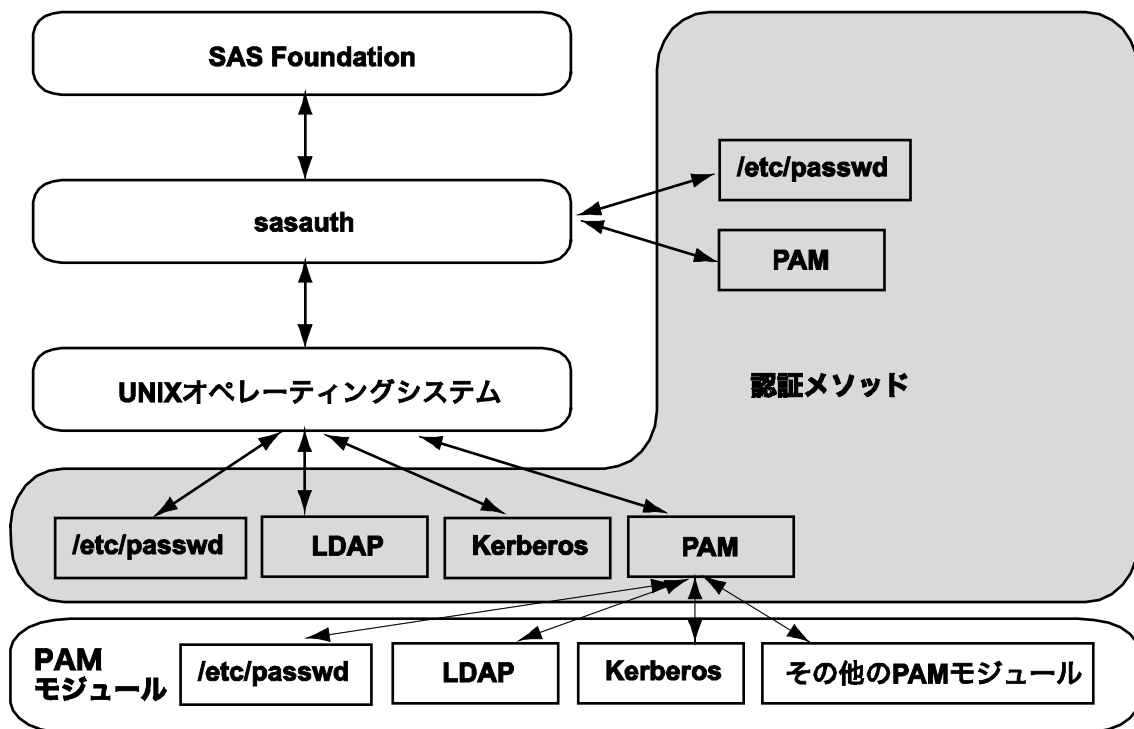 SAS Foundation
/etc/passwd
sasauth
PAM
UNIXオペレーティングシステム
認証メソッド
/etc/passwd
LDAP
Kerberos
PAM
PAM
モジュール
/etc/passwd
LDAP
Kerberos
その他のPAMモジュール